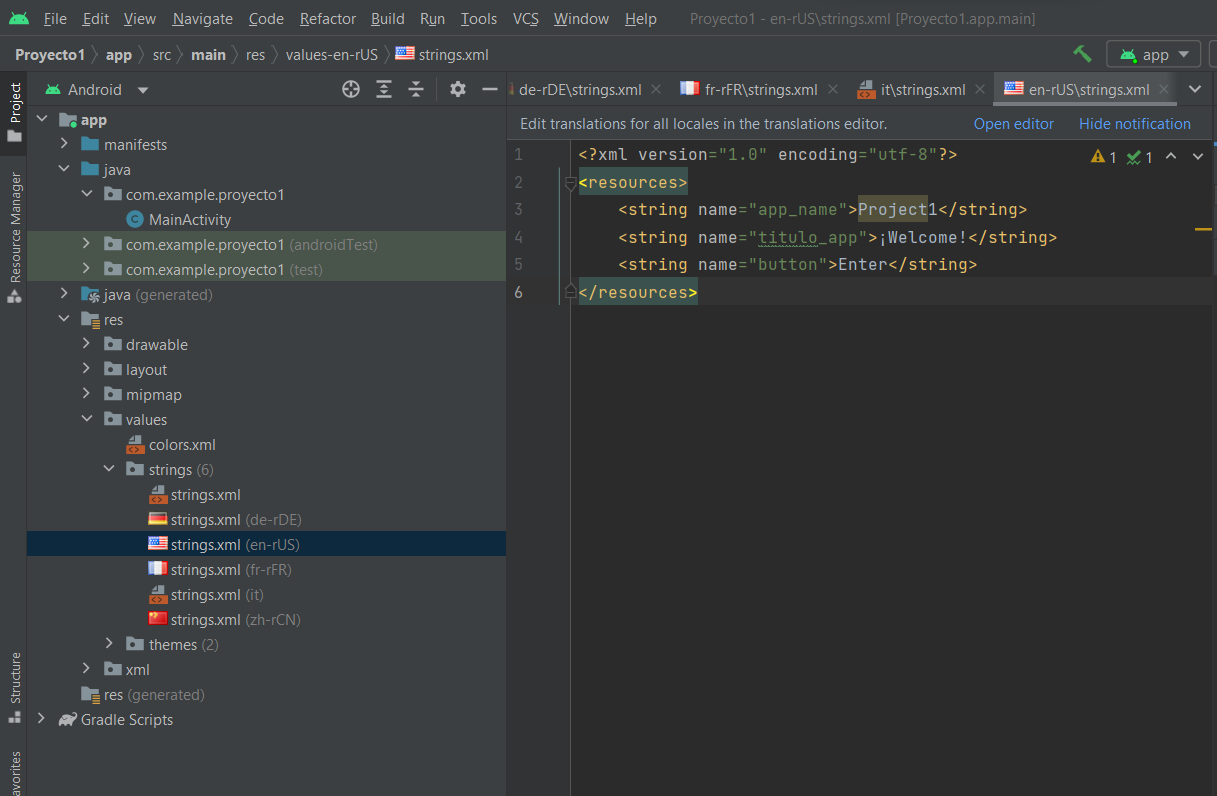 File Edit View Navigate Code Refactor Build Run Tools VCS Window Help Proyecto1 - en-rUS\strings.xml [Proyecto1.app.main]
Proyecto1 app src main res values-en-rUS strings.xml app
Project
Resource Manager
Structure
avorites
Android
app
manifests
java
com.example.proyecto1
MainActivity
com.example.proyecto1 (androidTest)
com.example.proyecto1 (test)
java (generated)
res
drawable
layout
mipmap
values
colors.xml
strings (6)
strings.xml
strings.xml (de-rDE)
strings.xml (en-rUS)
strings.xml (fr-rFR)
strings.xml (it)
strings.xml (zh-rCN)
themes (2)
xml
res (generated)
Gradle Scripts
de-rDE\strings.xml fr-rFR\strings.xml it\strings.xml en-rUS\strings.xml
Edit translations for all locales in the translations editor. Open editor Hide notification
1 <?xml version="1.0" encoding="utf-8"?> 1 1
2 <resources>
3 <string name="app_name">Project1</string>
4 <string name="titulo_app">¡Welcome!</string>
5 <string name="button">Enter</string>
6 </resources>